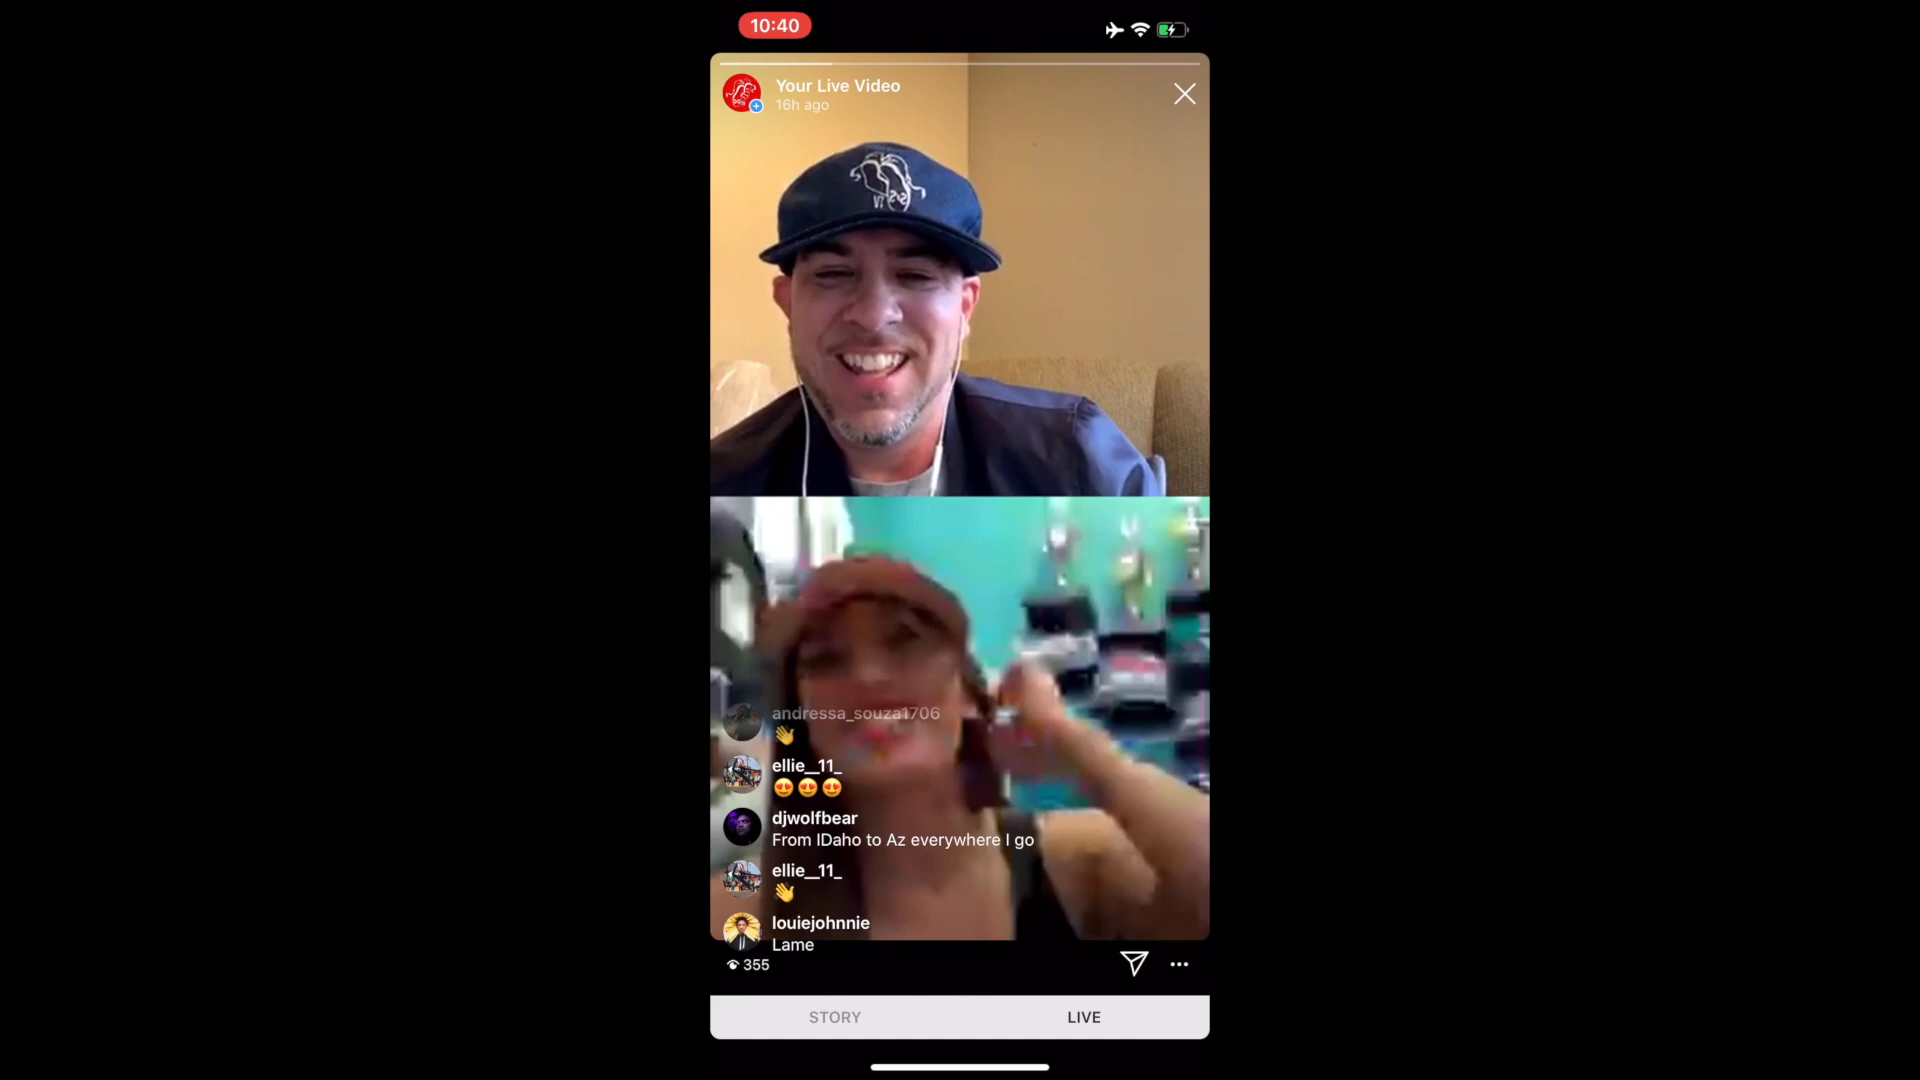 10:40
Your Live Video
16h ago
andressa_souza1706
👋
ellie__11_
😍😍😍
djwolfbear
From IDaho to Az everywhere I go
ellie__11_
👋
louiejohnnie
Lame
355
STORY
LIVE